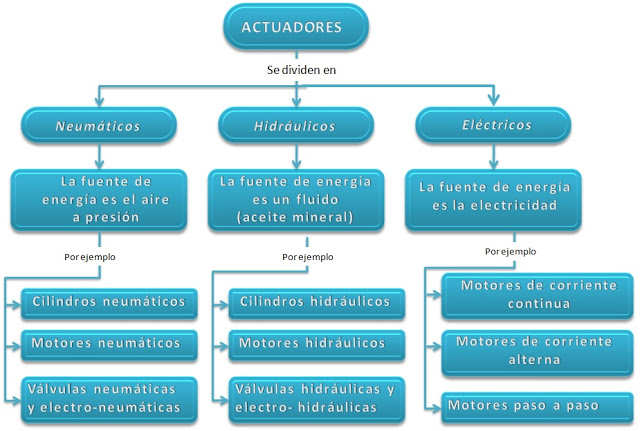 ACTUADORES
Se dividen en
Neumáticos
Hidráulicos
Eléctricos
La fuente de
energía es el aire
a presión
La fuente de energía
es un fluido
(aceite mineral)
La fuente de energía
es la electricidad
Por ejemplo
Por ejemplo
Por ejemplo
Cilindros neumáticos
Motores neumáticos
Válvulas neumáticas
y electro-neumáticas
Cilindros hidráulicos
Motores hidráulicos
Válvulas hidráulicas y
electro- hidráulicas
Motores de corriente
continua
Motores de corriente
alterna
Motores paso a paso